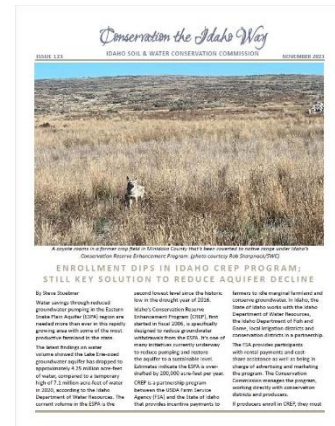 Conservation the Idaho Way
IDAHO SOIL & WATER CONSERVATION COMMISSION
ISSUE 123 NOVEMBER 2023
A coyote roams in a former crop field in Minidoka County that's been converted to native range under Idaho's
Conservation Reserve Enhancement Program. (photo courtesy Rob Sharpnack/SWC)
ENROLLMENT DIPS IN IDAHO CREP PROGRAM;
STILL KEY SOLUTION TO REDUCE AQUIFER DECLINE
By Steve Stuebner
Water savings through reduced
groundwater pumping in the Eastern
Snake Plain Aquifer (ESPA) region are
needed more than ever in this rapidly
growing area with some of the most
productive farmland in the state.
The latest findings on water
volume showed the Lake Erie-sized
groundwater aquifer has dropped to
approximately 4.25 million acre-feet
of water, compared to a temporary
high of 7.1 million acre-feet of water
in 2020, according to the Idaho
Department of Water Resources. The
current volume in the ESPA is the
second lowest level since the historic
low in the drought year of 2016.
Idaho's Conservation Reserve
Enhancement Program (CREP), first
started in fiscal 2006, is specifically
designed to reduce groundwater
withdrawals from the ESPA. It's one of
many initiatives currently underway
to reduce pumping and restore
the aquifer to a sustainable level.
Estimates indicate the ESPA is over-
drafted by 200,000 acre-feet per year.
CREP is a partnership program
between the USDA Farm Service
Agency (FSA) and the State of Idaho
that provides incentive payments to
farmers to idle marginal farmland and
conserve groundwater. In Idaho, the
State of Idaho works with the Idaho
Department of Water Resources,
the Idaho Department of Fish and
Game, local irrigation districts and
conservation districts in a partnership.
The FSA provides participants
with rental payments and cost-
share assistance as well as being in
charge of advertising and marketing
the program. The Conservation
Commission manages the program,
working directly with conservation
districts and producers.
If producers enroll in CREP, they must